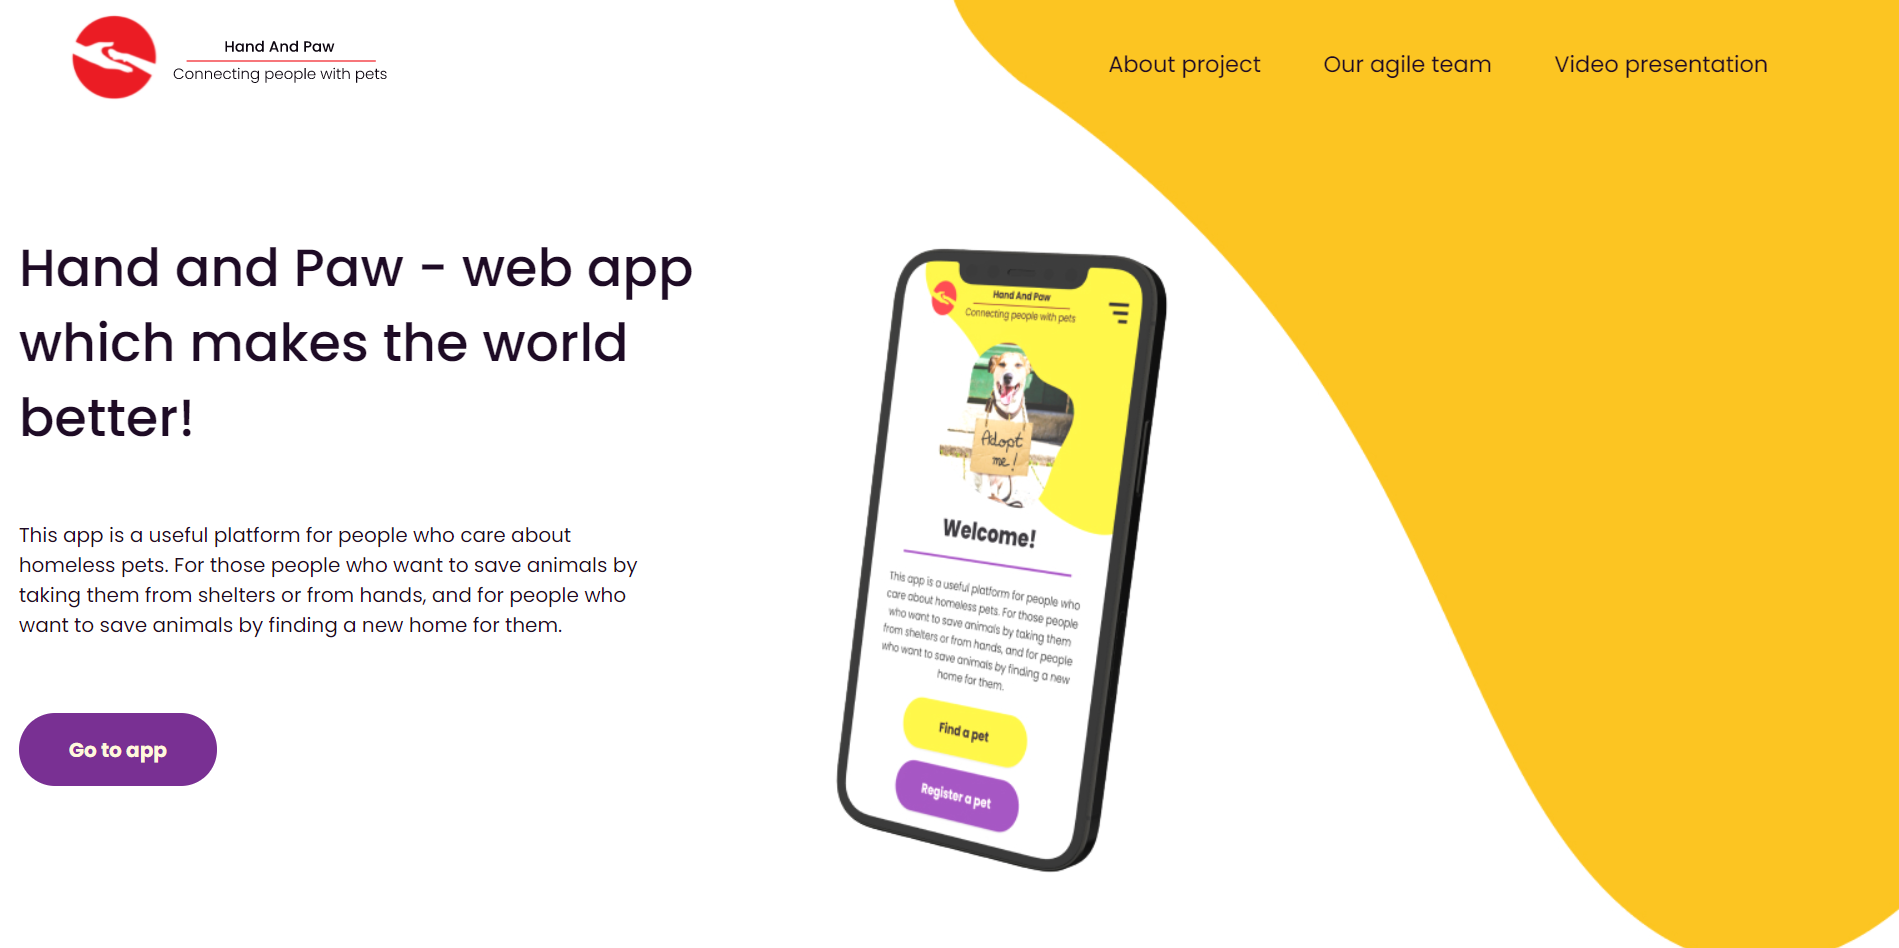 Hand And Paw
Connecting people with pets
About project
Our agile team
Video presentation
Hand and Paw - web app
which makes the world
better!
This app is a useful platform for people who care about
homeless pets. For those people who want to save animals by
taking them from shelters or from hands, and for people who
want to save animals by finding a new home for them.
Go to app
Hand And Paw
Connecting people with pets
Adopt
me!
Welcome!
This app is a useful platform for people who
care about homeless pets. For those people
who want to save animals by taking them
from shelters or from hands, and for people
who want to save animals by finding a new
home for them.
Find a pet
Register a pet